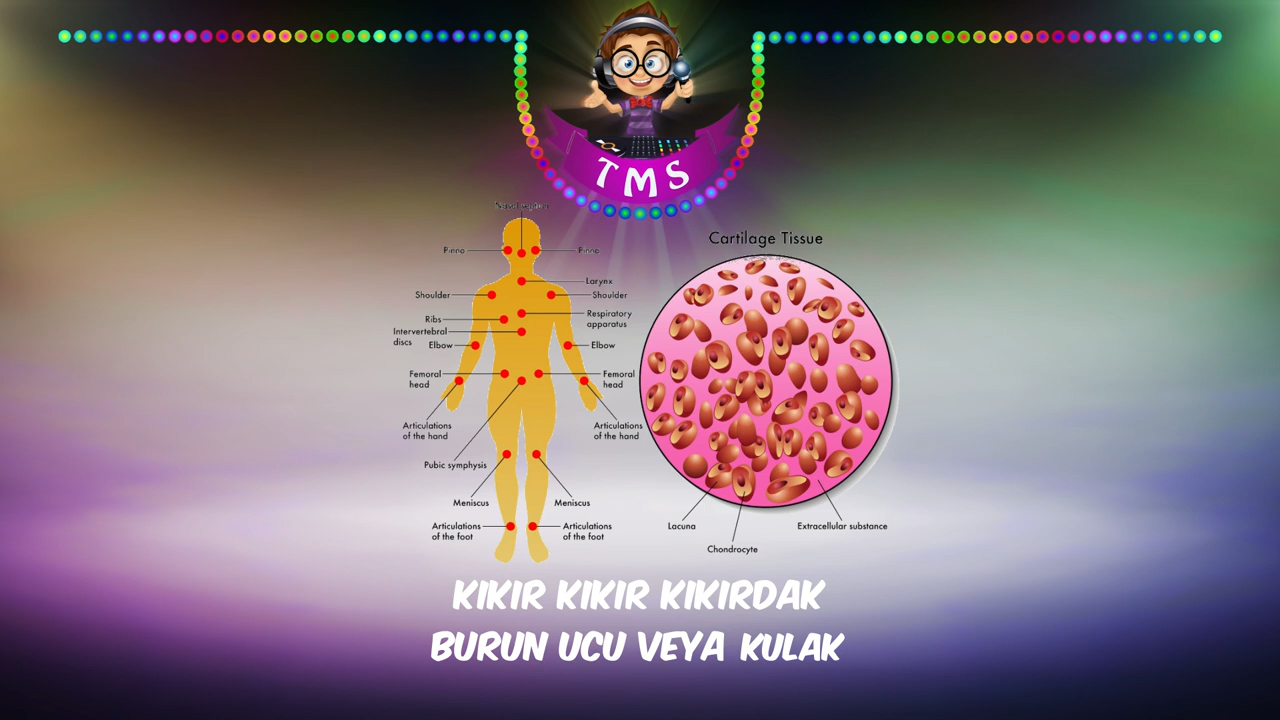 TMS
Nasal septum
Pinna
Pinna
Larynx
Shoulder
Shoulder
Ribs
Respiratory
apparatus
Intervertebral
discs
Elbow
Elbow
Femoral
head
Femoral
head
Articulations
of the hand
Articulations
of the hand
Pubic symphysis
Meniscus
Meniscus
Articulations
of the foot
Articulations
of the foot
Cartilage Tissue
Lacuna
Extracellular substance
Chondrocyte
KIKIR KIKIR KIKIRDAK
BURUN UCU VEYA KULAK